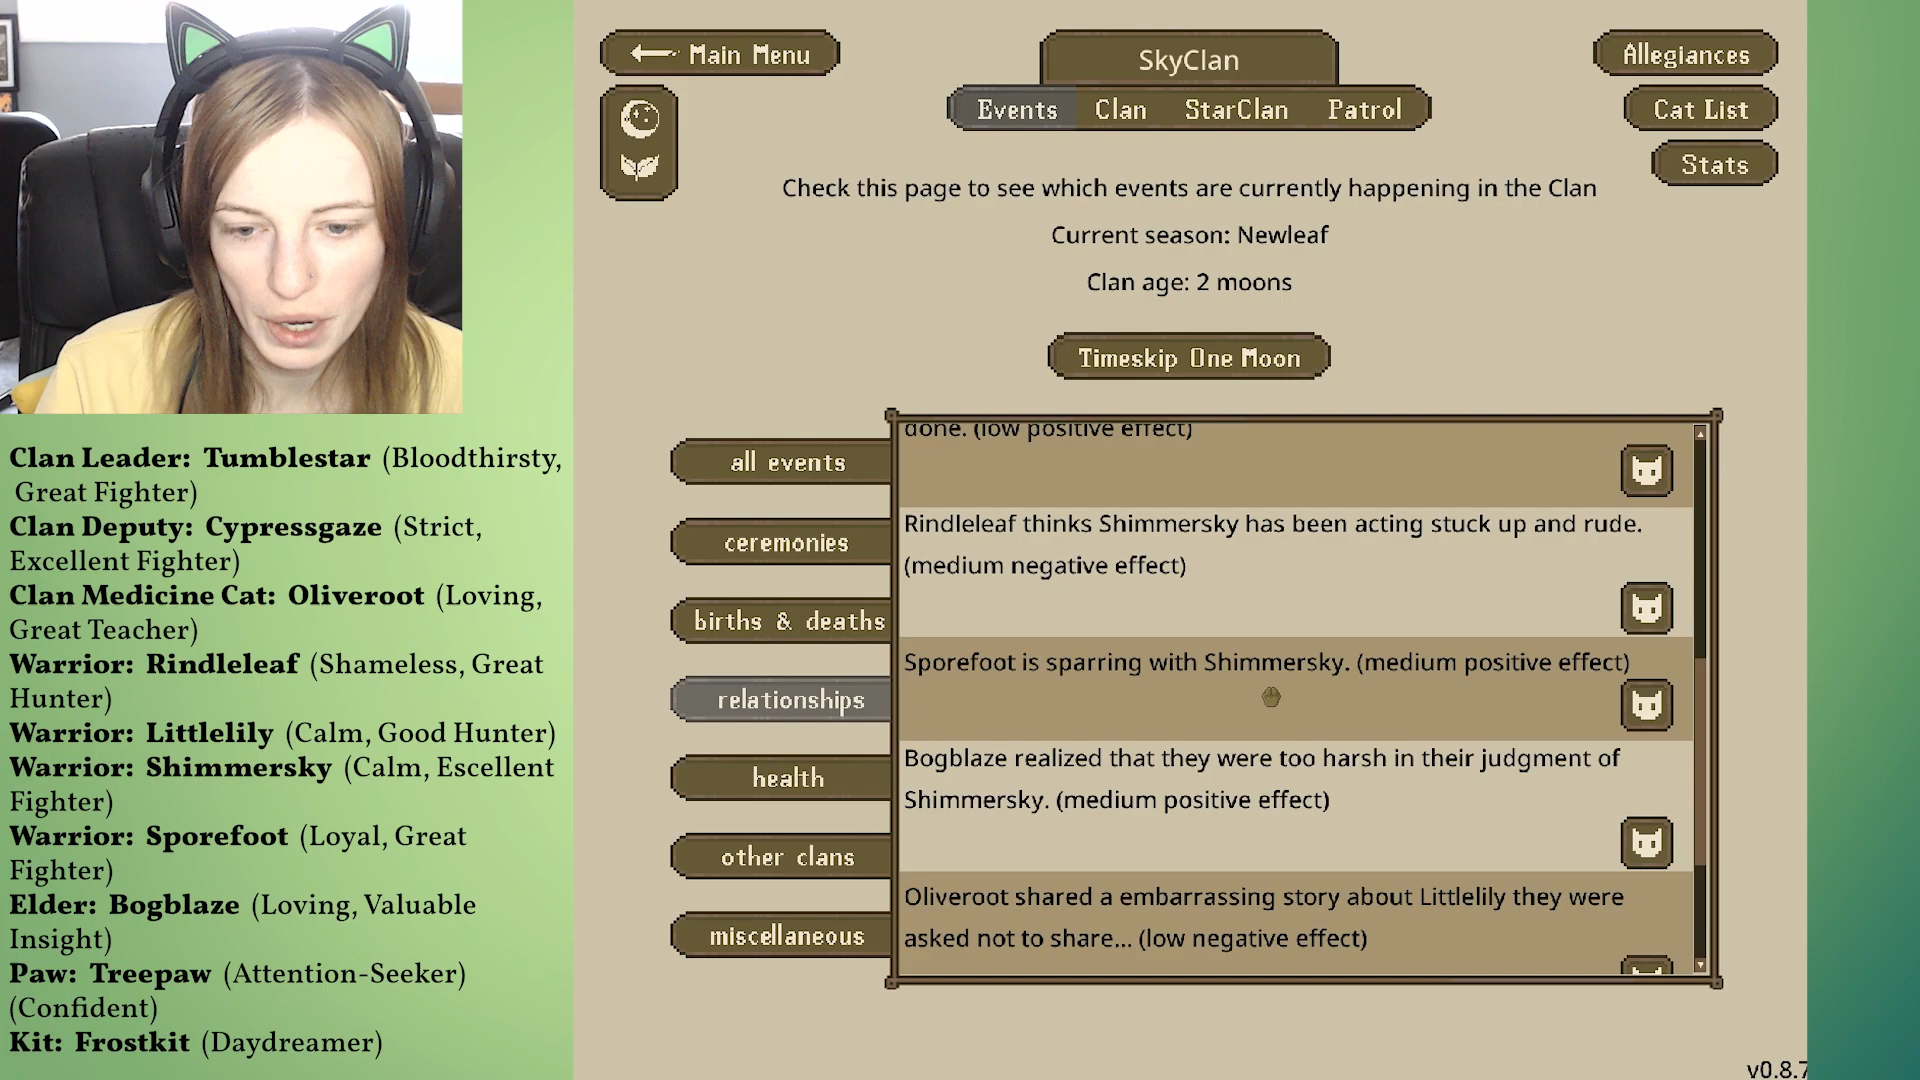 Main Menu
SkyClan
Events Clan StarClan Patrol
Allegiances
Cat List
Stats
Check this page to see which events are currently happening in the Clan
Current season: Newleaf
Clan age: 2 moons
Timeskip One Moon
all events
ceremonies
births & deaths
relationships
health
other clans
miscellaneous
done. (low positive effect)
Rindleleaf thinks Shimmersky has been acting stuck up and rude.
(medium negative effect)
Sporefoot is sparring with Shimmersky. (medium positive effect)
Bogblaze realized that they were too harsh in their judgment of
Shimmersky. (medium positive effect)
Oliveroot shared a embarrassing story about Littlelily they were
asked not to share... (low negative effect)
v0.8.7
Clan Leader: Tumblestar (Bloodthirsty,
Great Fighter)
Clan Deputy: Cypressgaze (Strict,
Excellent Fighter)
Clan Medicine Cat: Oliveroot (Loving,
Great Teacher)
Warrior: Rindleleaf (Shameless, Great
Hunter)
Warrior: Littlelily (Calm, Good Hunter)
Warrior: Shimmersky (Calm, Escellent
Fighter)
Warrior: Sporefoot (Loyal, Great
Fighter)
Elder: Bogblaze (Loving, Valuable
Insight)
Paw: Treepaw (Attention-Seeker)
(Confident)
Kit: Frostkit (Daydreamer)